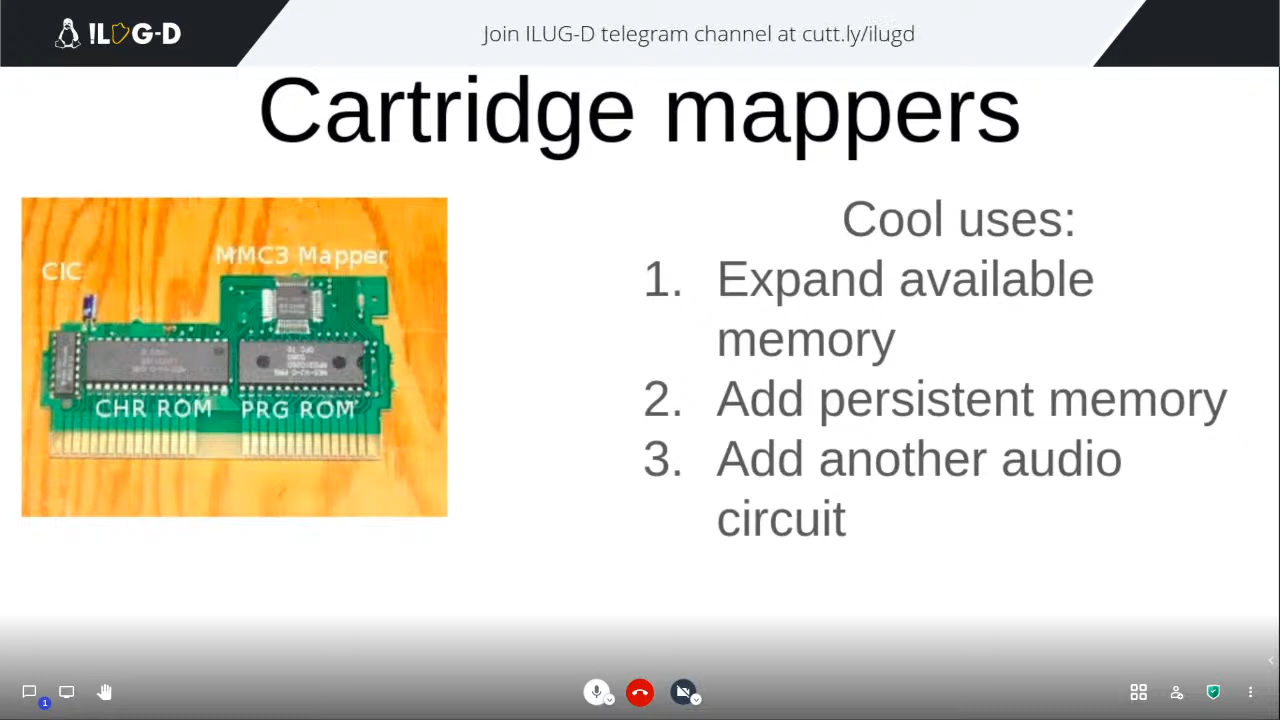 ILUG-D
Join ILUG-D telegram channel at cutt.ly/ilugd
Cartridge mappers
CIC
MMC3 Mapper
CHR ROM
PRG ROM
Cool uses:
1. Expand available
memory
2. Add persistent memory
3. Add another audio
circuit
1